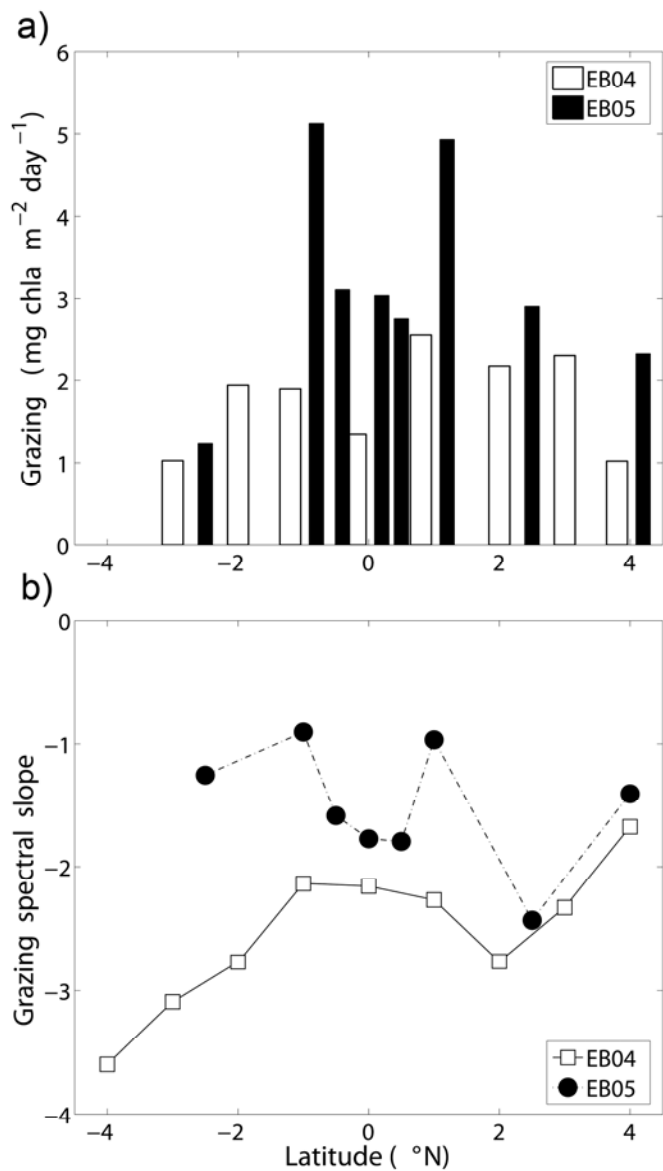 a)
Grazing (mg chla m⁻² day⁻¹)
6
5
4
3
2
1
0
EB04
EB05
−4
−2
0
2
4
b)
Grazing spectral slope
0
−1
−2
−3
−4
EB04
EB05
−4
−2
0
2
4
Latitude ( °N)